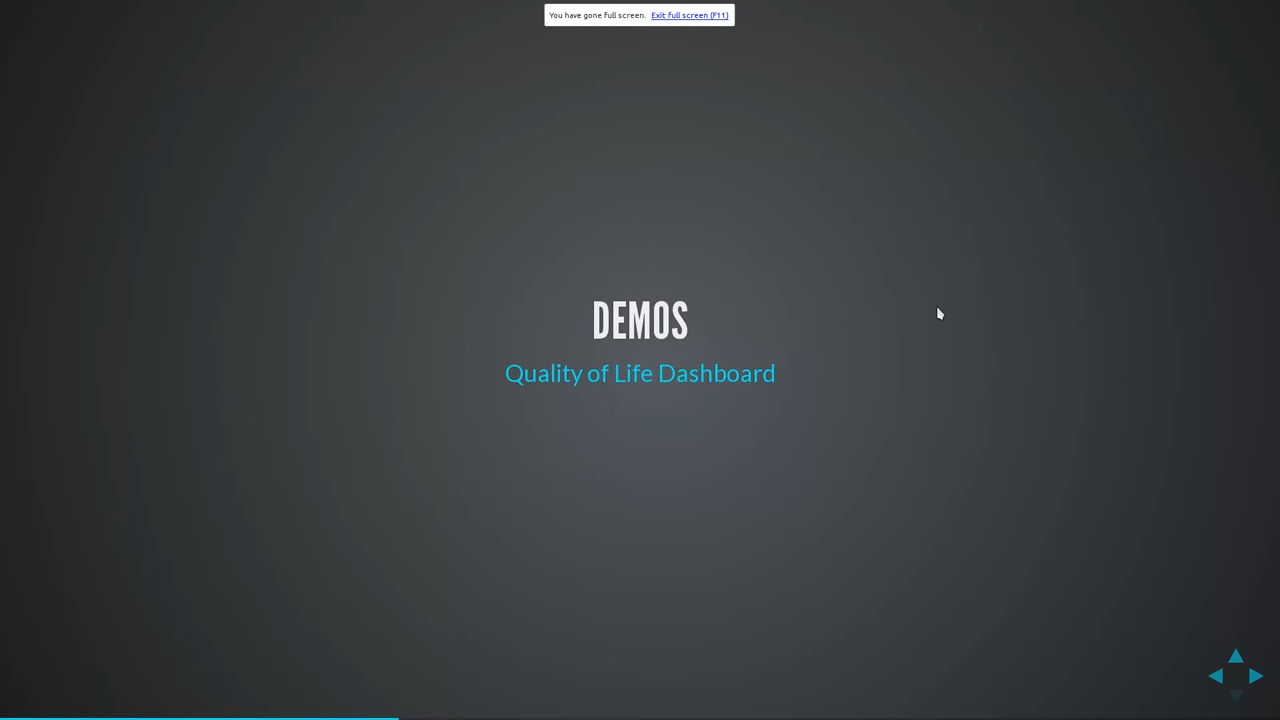 You have gone full screen. Exit full screen (F11)
DEMOS
Quality of Life Dashboard